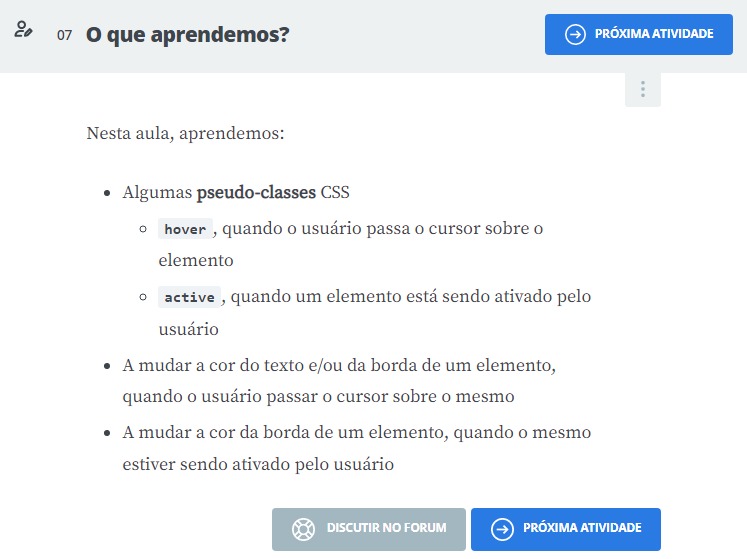 07 O que aprendemos?
PRÓXIMA ATIVIDADE
Nesta aula, aprendemos:
Algumas pseudo-classes CSS
hover, quando o usuário passa o cursor sobre o
elemento
active, quando um elemento está sendo ativado pelo
usuário
A mudar a cor do texto e/ou da borda de um elemento,
quando o usuário passar o cursor sobre o mesmo
A mudar a cor da borda de um elemento, quando o mesmo
estiver sendo ativado pelo usuário
DISCUTIR NO FORUM
PRÓXIMA ATIVIDADE